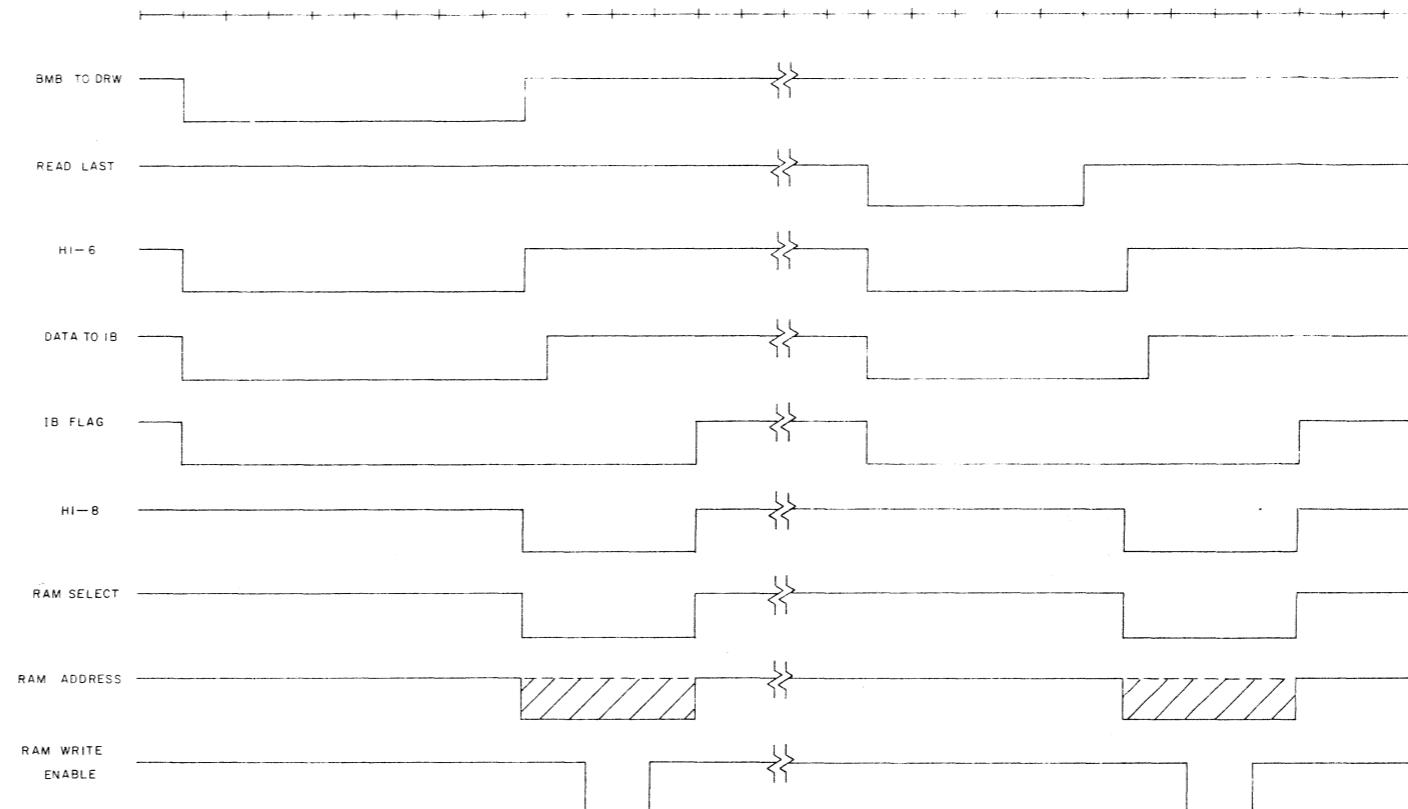 BMB TO DRW
READ LAST
HI-6
DATA TO IB
IB FLAG
HI-8
RAM SELECT
RAM ADDRESS
RAM WRITE
ENABLE